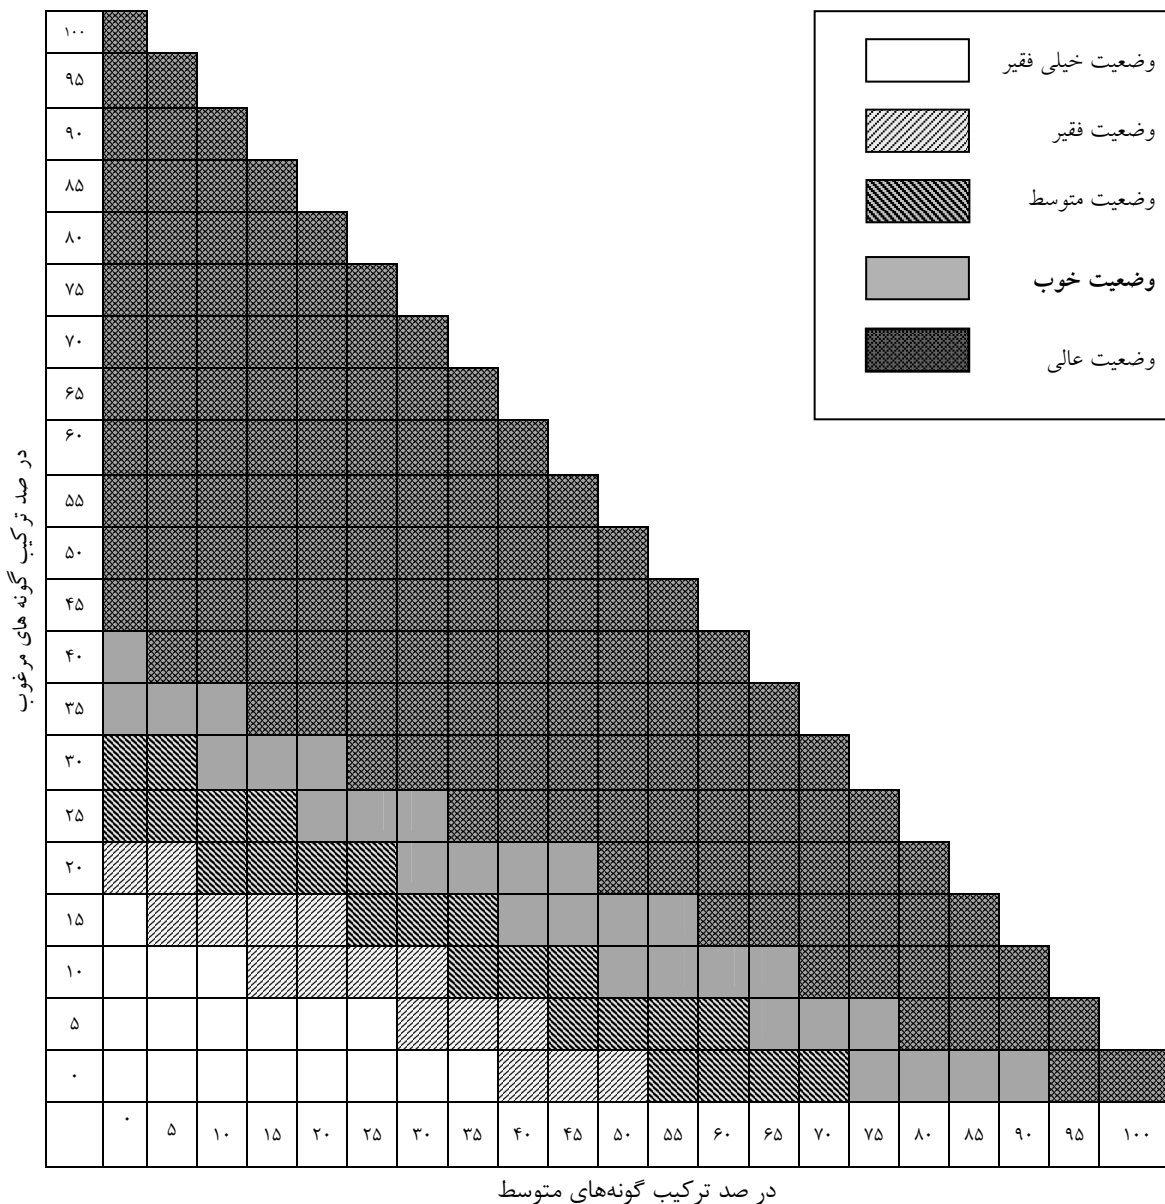 وضعیت خیلی فقیر
وضعیت فقیر
وضعیت متوسط
وضعیت خوب
وضعیت عالی
در صد ترکیب گونه های مرغوب
۱۰۰
۹۵
۹۰
۸۵
۸۰
۷۵
۷۰
۶۵
۶۰
۵۵
۵۰
۴۵
۴۰
۳۵
۳۰
۲۵
۲۰
۱۵
۱۰
۵
۰
۰ ۵ ۱۰ ۱۵ ۲۰ ۲۵ ۳۰ ۳۵ ۴۰ ۴۵ ۵۰ ۵۵ ۶۰ ۶۵ ۷۰ ۷۵ ۸۰ ۸۵ ۹۰ ۹۵ ۱۰۰
در صد ترکیب گونه‌های متوسط